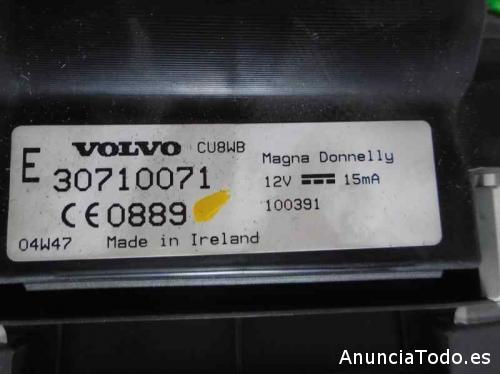 VOLVO CU8WB
E 30710071
CE0889
04W47 Made in Ireland
Magna Donnelly
12V 15mA
100391
AnunciaTodo.es